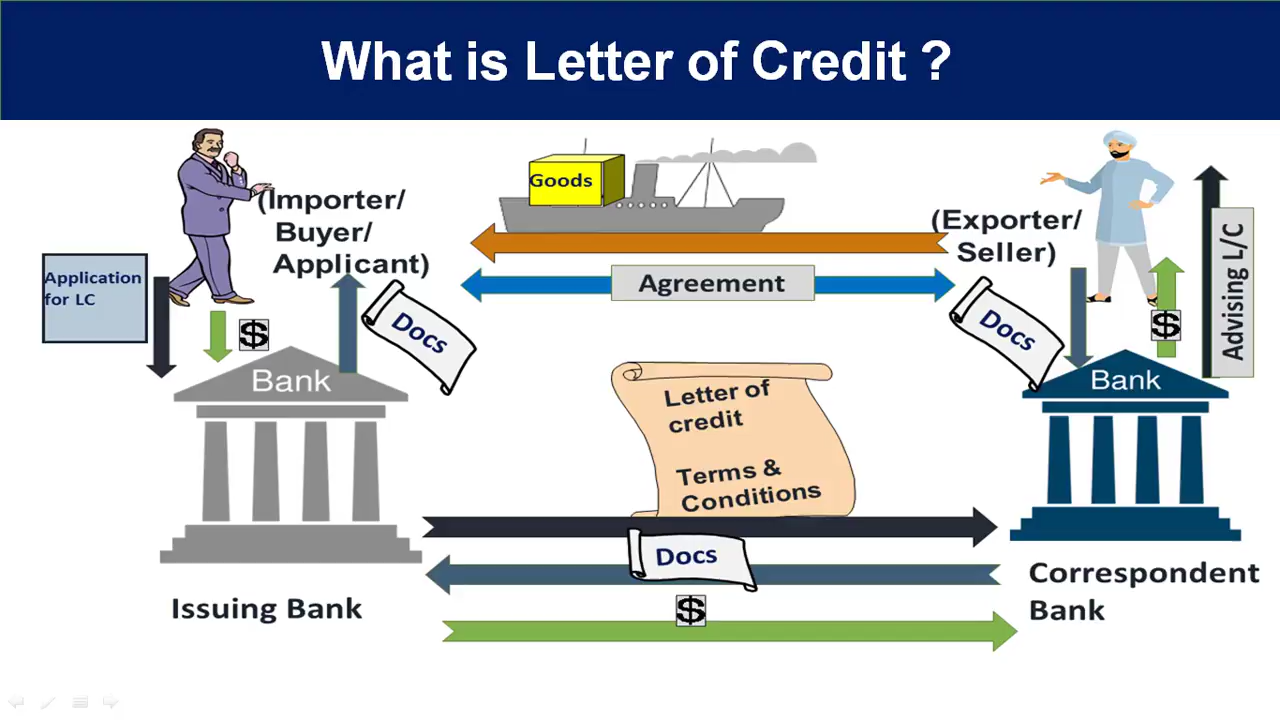 What is Letter of Credit ?
Goods
(Importer/
Buyer/
Applicant)
(Exporter/
Seller)
Agreement
Application
for LC
$
Docs
Docs
$
Advising L/C
Bank
Bank
Letter of
credit
Terms &
Conditions
Docs
$
Issuing Bank
Correspondent
Bank